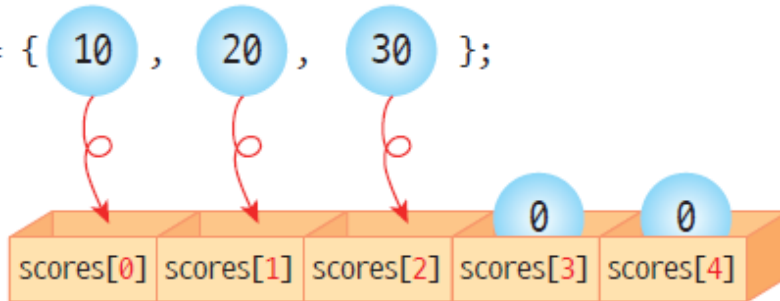 = { 10 , 20 , 30 };
0 0
scores[0] scores[1] scores[2] scores[3] scores[4]